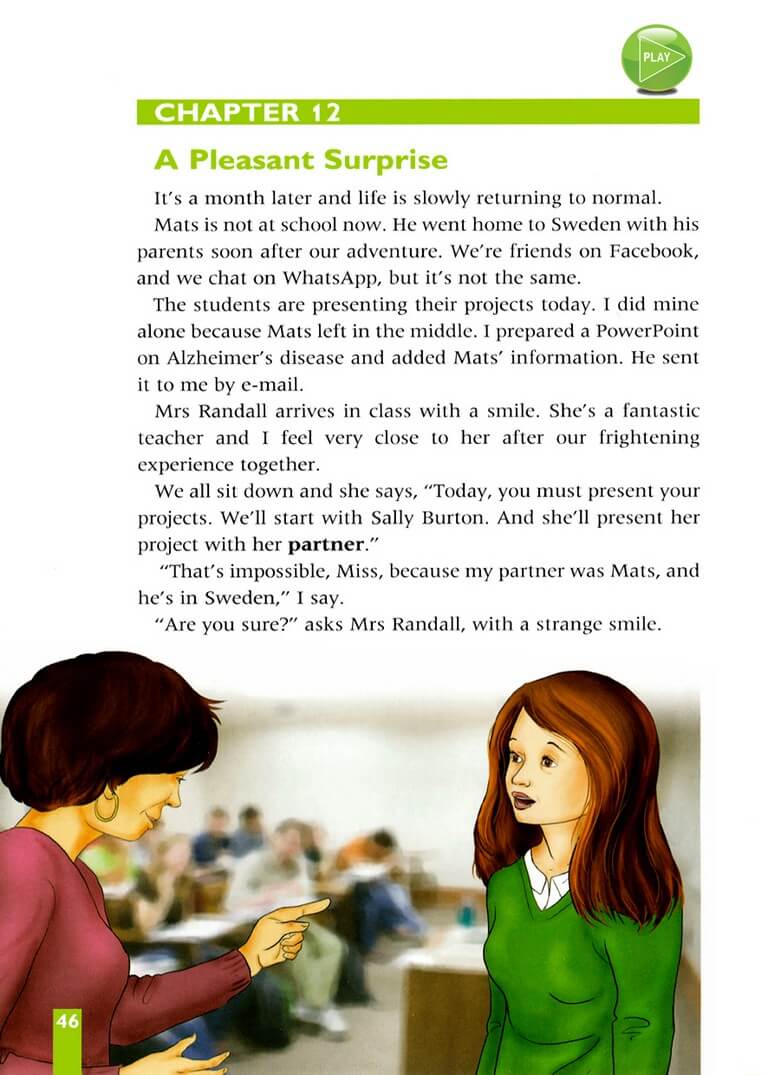 PLAY
CHAPTER 12
A Pleasant Surprise
It's a month later and life is slowly returning to normal.
Mats is not at school now. He went home to Sweden with his
parents soon after our adventure. We're friends on Facebook,
and we chat on WhatsApp, but it's not the same.
The students are presenting their projects today. I did mine
alone because Mats left in the middle. I prepared a PowerPoint
on Alzheimer's disease and added Mats' information. He sent
it to me by e-mail.
Mrs Randall arrives in class with a smile. She's a fantastic
teacher and I feel very close to her after our frightening
experience together.
We all sit down and she says, “Today, you must present your
projects. We'll start with Sally Burton. And she'll present her
project with her partner.”
“That's impossible, Miss, because my partner was Mats, and
he's in Sweden,” I say.
“Are you sure?” asks Mrs Randall, with a strange smile.
46